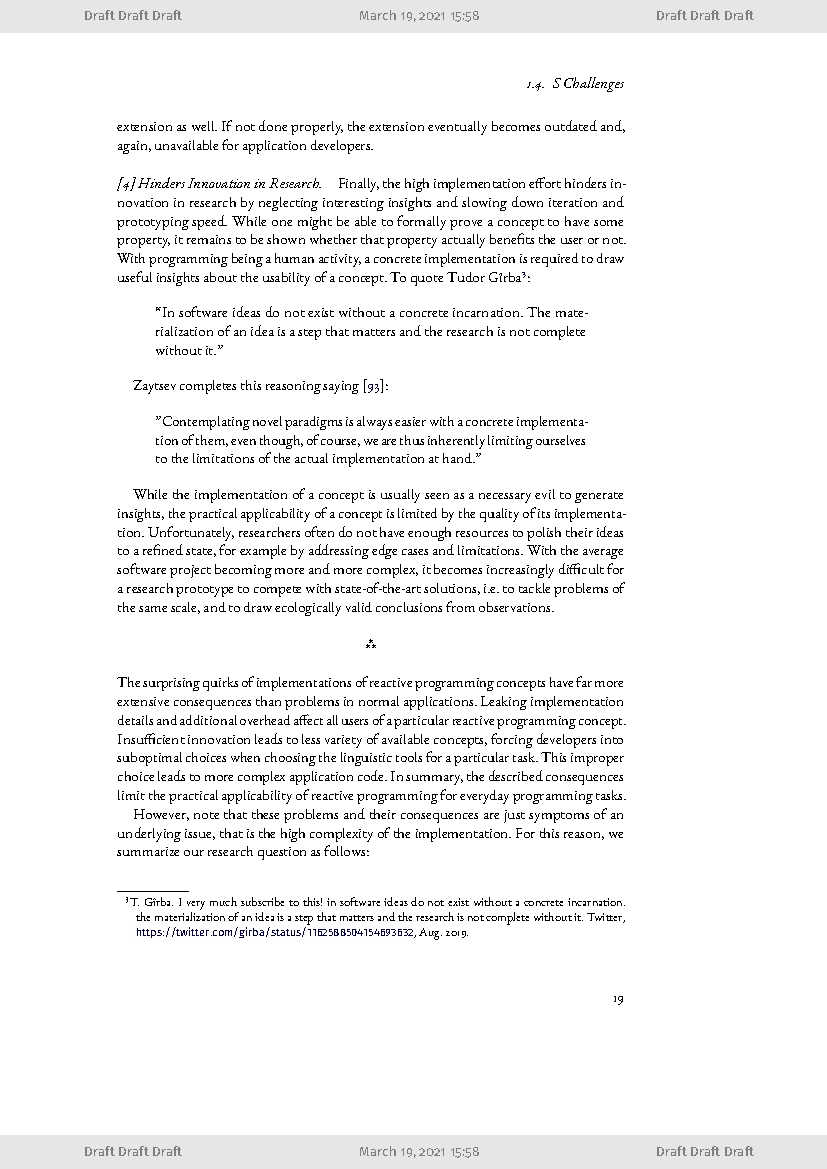 Draft Draft Draft March 19, 2021 15:58 Draft Draft Draft
1.4. S Challenges
extension as well. If not done properly, the extension eventually becomes outdated and,
again, unavailable for application developers.
[4] Hinders Innovation in Research. Finally, the high implementation effort hinders in-
novation in research by neglecting interesting insights and slowing down iteration and
prototyping speed. While one might be able to formally prove a concept to have some
property, it remains to be shown whether that property actually benefits the user or not.
With programming being a human activity, a concrete implementation is required to draw
useful insights about the usability of a concept. To quote Tudor Gîrba³:
“In software ideas do not exist without a concrete incarnation. The mate-
rialization of an idea is a step that matters and the research is not complete
without it.”
Zaytsev completes this reasoning saying [93]:
”Contemplating novel paradigms is always easier with a concrete implementa-
tion of them, even though, of course, we are thus inherently limiting ourselves
to the limitations of the actual implementation at hand.”
While the implementation of a concept is usually seen as a necessary evil to generate
insights, the practical applicability of a concept is limited by the quality of its implementa-
tion. Unfortunately, researchers often do not have enough resources to polish their ideas
to a refined state, for example by addressing edge cases and limitations. With the average
software project becoming more and more complex, it becomes increasingly difficult for
a research prototype to compete with state-of-the-art solutions, i.e. to tackle problems of
the same scale, and to draw ecologically valid conclusions from observations.
⁂
The surprising quirks of implementations of reactive programming concepts have far more
extensive consequences than problems in normal applications. Leaking implementation
details and additional overhead affect all users of a particular reactive programming concept.
Insufficient innovation leads to less variety of available concepts, forcing developers into
suboptimal choices when choosing the linguistic tools for a particular task. This improper
choice leads to more complex application code. In summary, the described consequences
limit the practical applicability of reactive programming for everyday programming tasks.
However, note that these problems and their consequences are just symptoms of an
underlying issue, that is the high complexity of the implementation. For this reason, we
summarize our research question as follows:
³T. Gîrba. I very much subscribe to this! in software ideas do not exist without a concrete incarnation.
the materialization of an idea is a step that matters and the research is not complete without it. Twitter,
https://twitter.com/girba/status/1162588504154693632, Aug. 2019.
19
Draft Draft Draft March 19, 2021 15:58 Draft Draft Draft